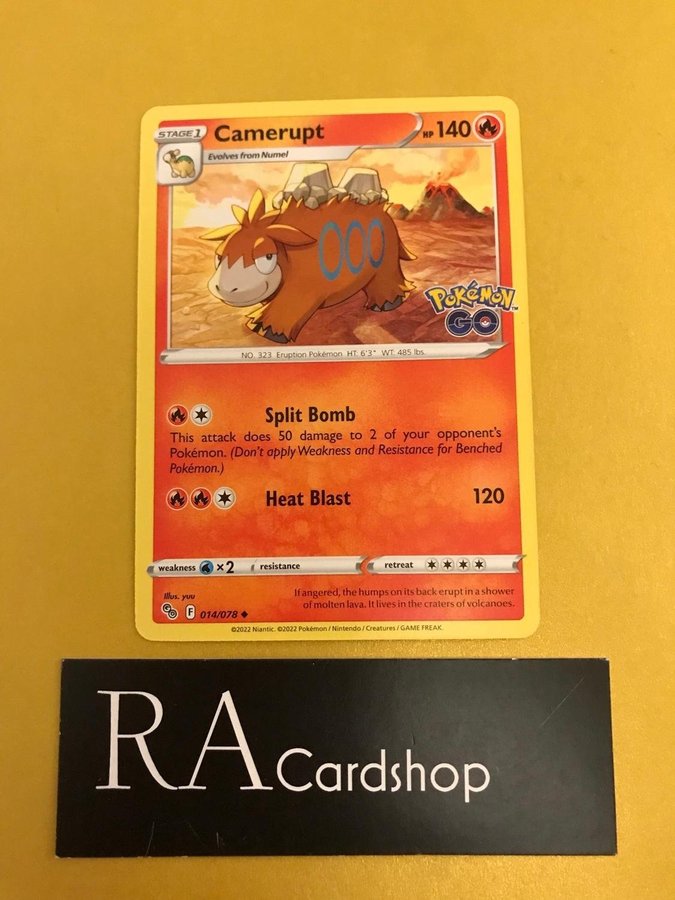 STAGE 1 Camerupt HP 140
Evolves from Numel
POKéMON™
GO
NO. 323 Eruption Pokémon HT: 6'3" WT: 485 lbs.
Split Bomb
This attack does 50 damage to 2 of your opponent's
Pokémon. (Don't apply Weakness and Resistance for Benched
Pokémon.)
Heat Blast 120
weakness ×2 resistance retreat
Illus. yuu
If angered, the humps on its back erupt in a shower
of molten lava. It lives in the craters of volcanoes.
GO F 014/078 ◆
©2022 Niantic. ©2022 Pokémon / Nintendo / Creatures / GAME FREAK.
RA Cardshop